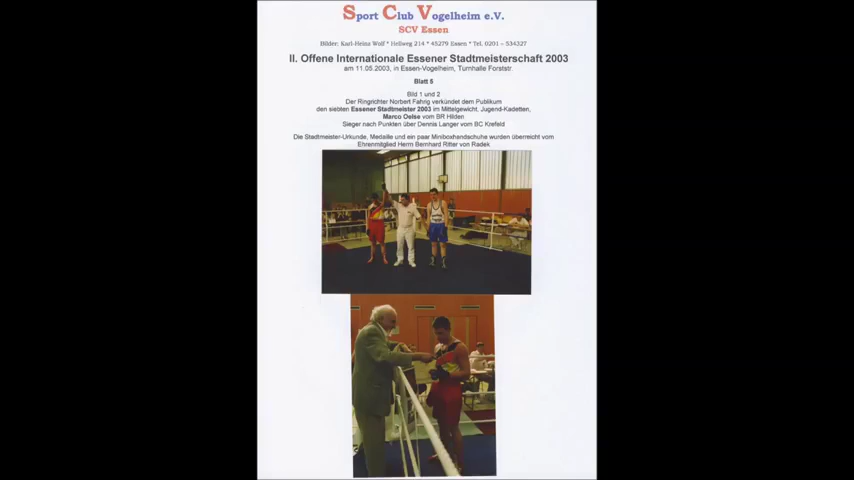 Sport Club Vogelheim e.V.
SCV Essen
Bilder: Karl-Heinz Wolf * Hellweg 214 * 45279 Essen * Tel. 0201 – 534327
II. Offene Internationale Essener Stadtmeisterschaft 2003
am 11.05.2003, in Essen-Vogelheim, Turnhalle Forststr.
Blatt 5
Bild 1 und 2
Der Ringrichter Norbert Fahrig verkündet dem Publikum
den siebten Essener Stadtmeister 2003 im Mittelgewicht, Jugend-Kadetten,
Marco Oelse vom BR Hilden
Sieger nach Punkten über Dennis Langer vom BC Krefeld
Die Stadtmeister-Urkunde, Medaille und ein paar Miniboxhandschuhe wurden überreicht vom
Ehrenmitglied Herrn Bernhard Ritter von Radek